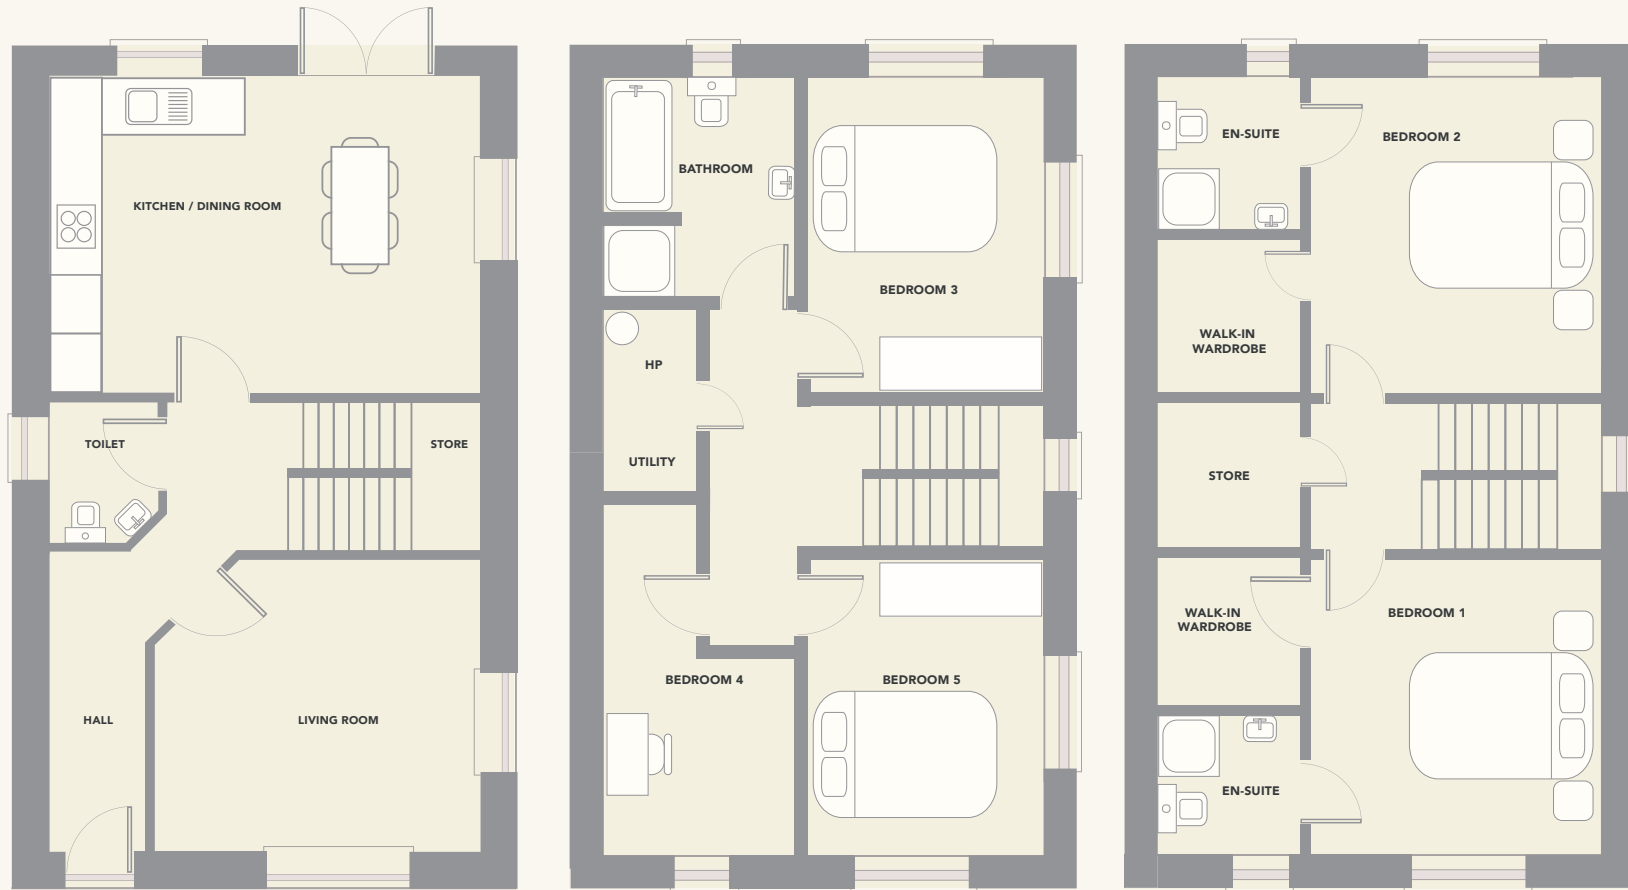 KITCHEN / DINING ROOM
TOILET
STORE
HALL
LIVING ROOM
BATHROOM
BEDROOM 3
HP
UTILITY
BEDROOM 4
BEDROOM 5
EN-SUITE
BEDROOM 2
WALK-IN
WARDROBE
STORE
WALK-IN
WARDROBE
BEDROOM 1
EN-SUITE